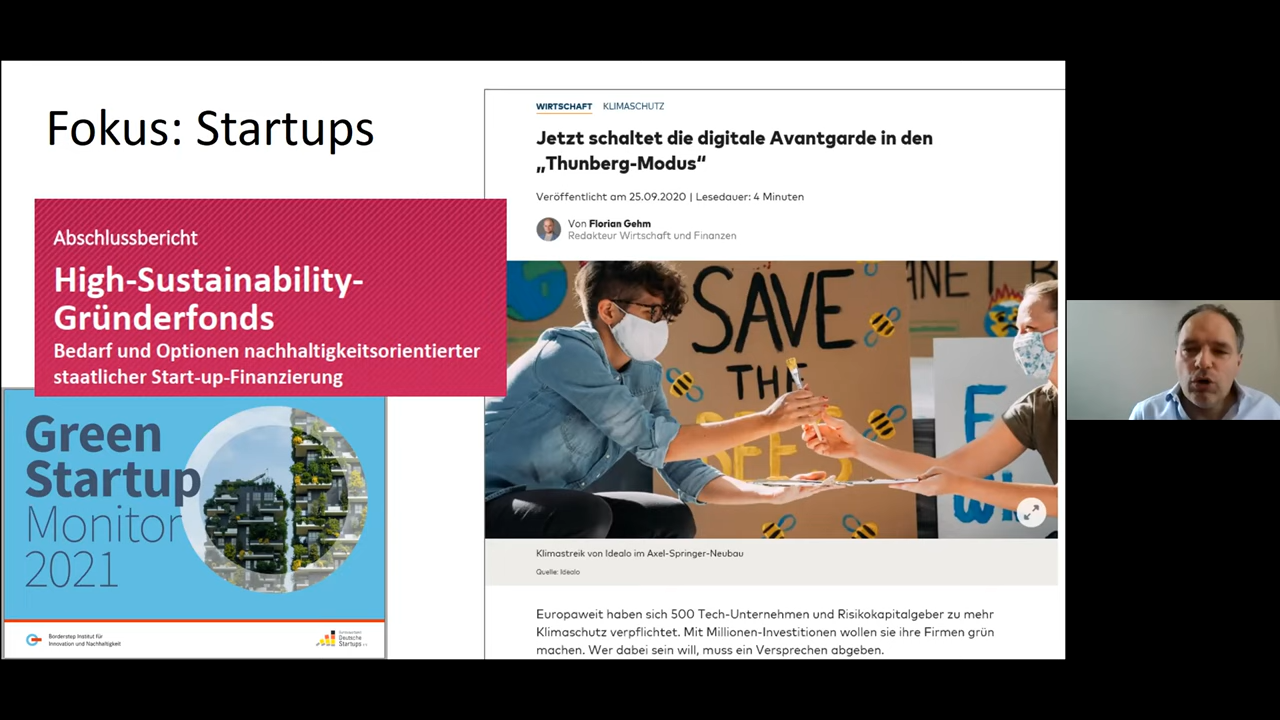 Fokus: Startups
Abschlussbericht
High-Sustainability-
Gründerfonds
Bedarf und Optionen nachhaltigkeitsorientierter
staatlicher Start-up-Finanzierung
Green
Startup
Monitor
2021
Borderstep Institut für
Innovation und Nachhaltigkeit
Deutsche
Startups
WIRTSCHAFT KLIMASCHUTZ
Jetzt schaltet die digitale Avantgarde in den
„Thunberg-Modus“
Veröffentlicht am 25.09.2020 | Lesedauer: 4 Minuten
Von Florian Gehm
Redakteur Wirtschaft und Finanzen
SAVE
THE
BEES
ANET B
Klimastreik von Idealo im Axel-Springer-Neubau
Quelle: Idealo
Europaweit haben sich 500 Tech-Unternehmen und Risikokapitalgeber zu mehr
Klimaschutz verpflichtet. Mit Millionen-Investitionen wollen sie ihre Firmen grün
machen. Wer dabei sein will, muss ein Versprechen abgeben.